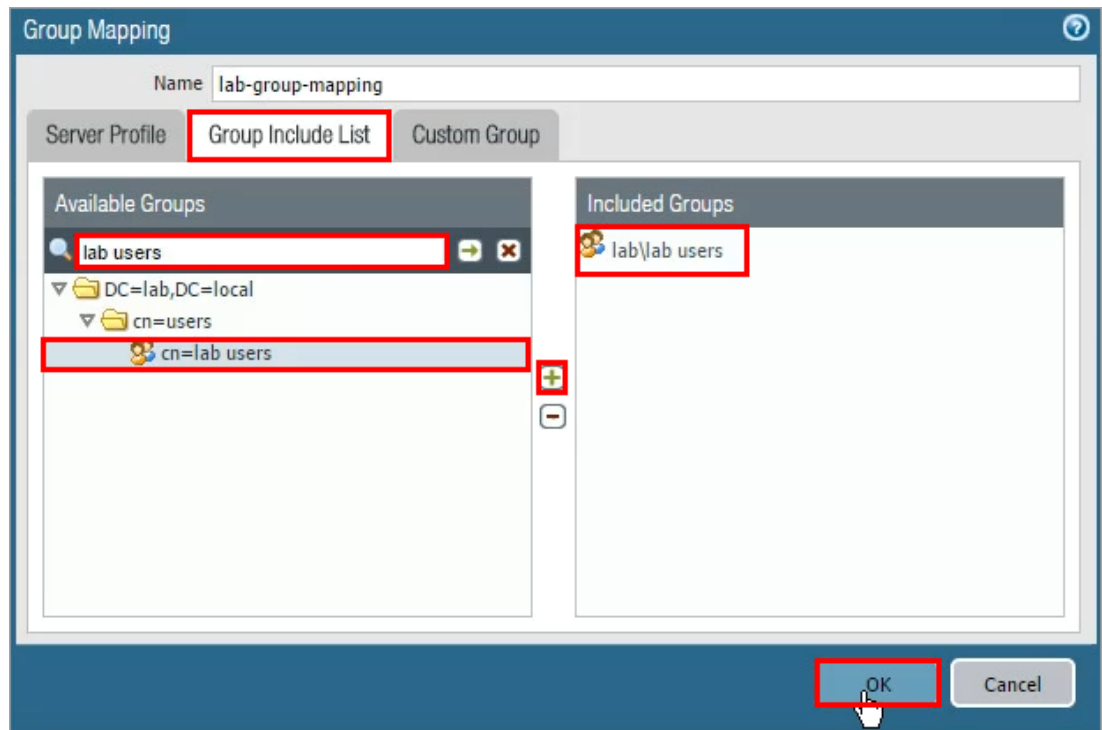 Group Mapping
Name lab-group-mapping
Server Profile Group Include List Custom Group
Available Groups
lab users
DC=lab,DC=local
cn=users
cn=lab users
Included Groups
lab\lab users
OK Cancel